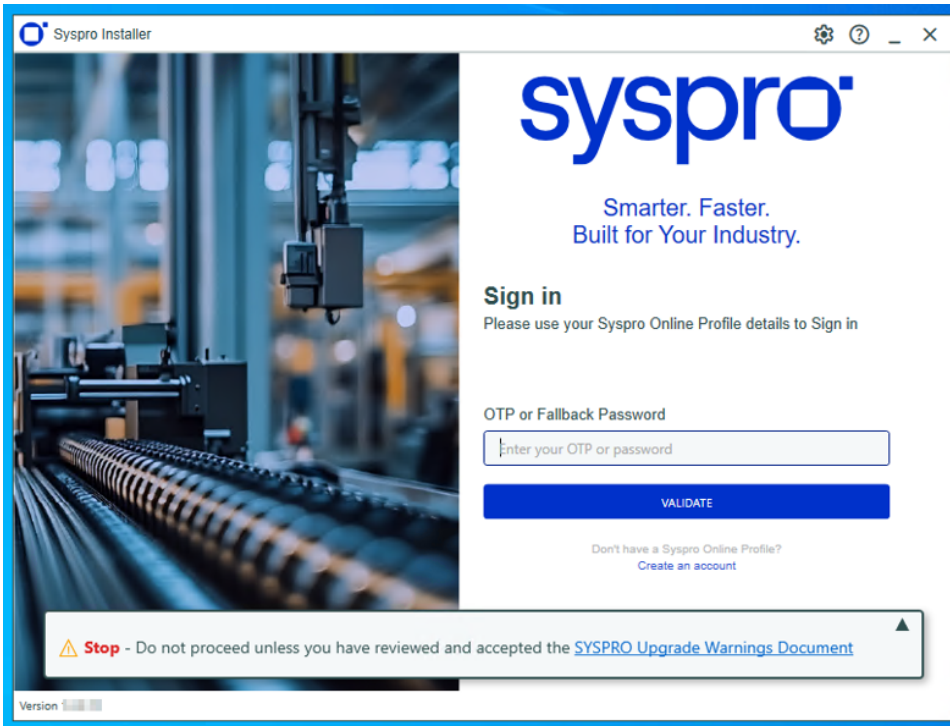 Syspro Installer
syspro
Smarter. Faster.
Built for Your Industry.
Sign in
Please use your Syspro Online Profile details to Sign in
OTP or Fallback Password
Enter your OTP or password
VALIDATE
Don't have a Syspro Online Profile?
Create an account
Stop - Do not proceed unless you have reviewed and accepted the SYSPRO Upgrade Warnings Document
Version